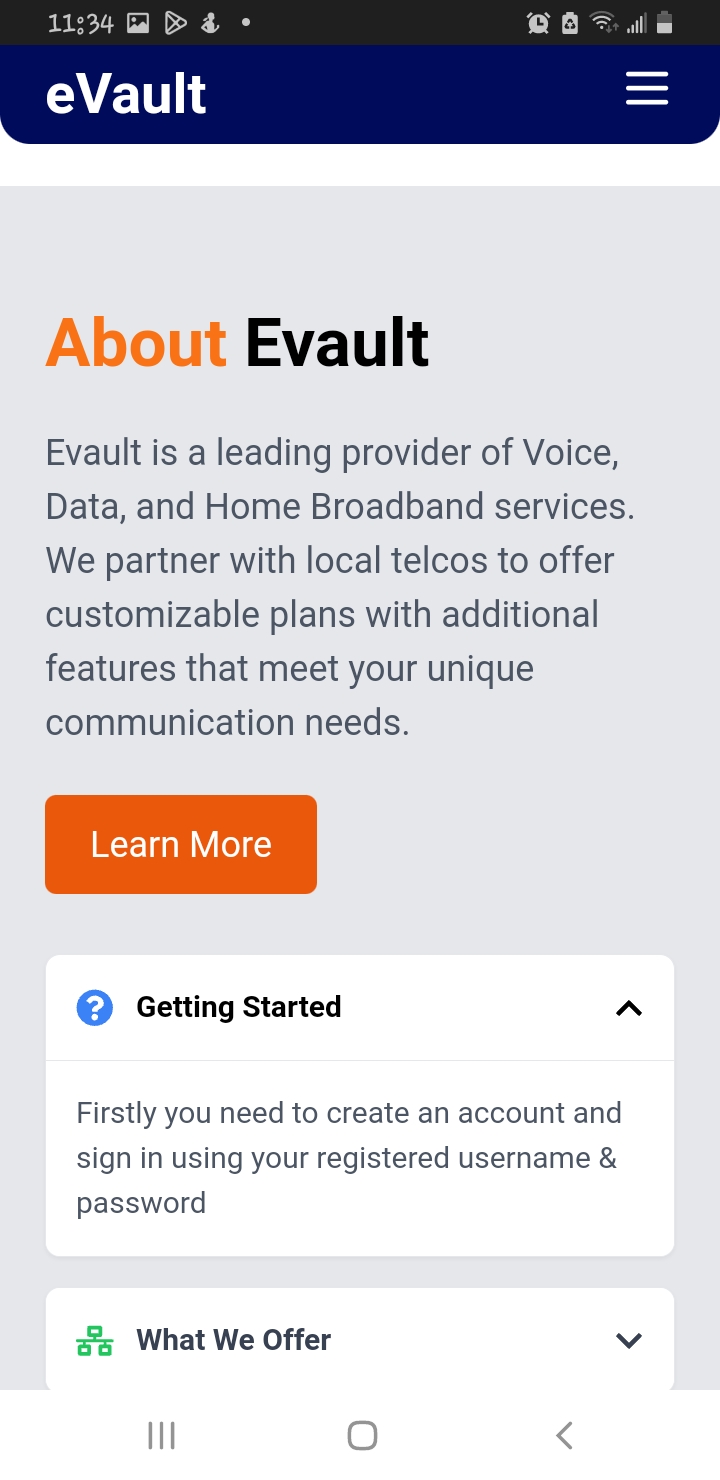 11:34
eVault
About Evault
Evault is a leading provider of Voice,
Data, and Home Broadband services.
We partner with local telcos to offer
customizable plans with additional
features that meet your unique
communication needs.
Learn More
Getting Started
Firstly you need to create an account and
sign in using your registered username &
password
What We Offer